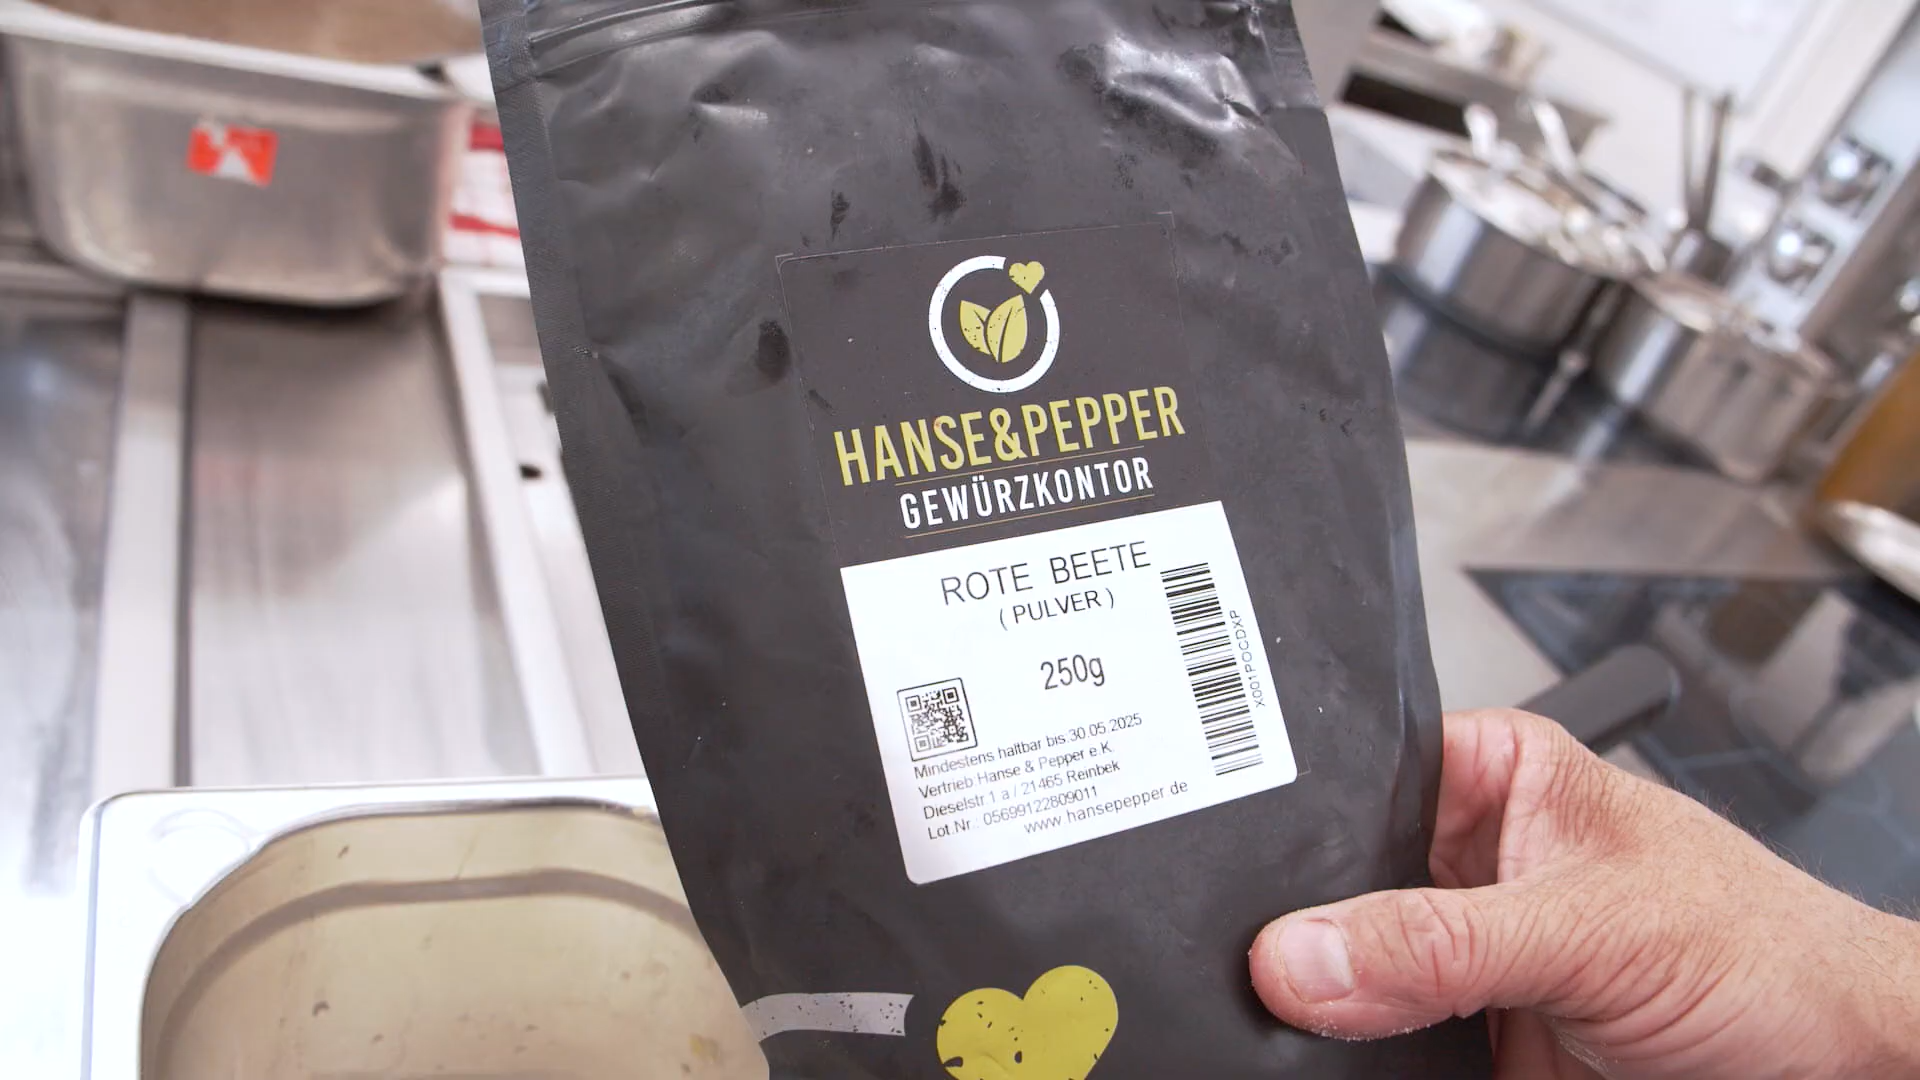 HANSE&PEPPER
GEWÜRZKONTOR
ROTE BEETE
( PULVER )
250g
X001POCDXP
Mindestens haltbar bis:30.05.2025
Vertrieb:Hanse & Pepper e.K.
Dieselstr.1 a / 21465 Reinbek
Lot.Nr.: 05699122809011
www.hansepepper.de